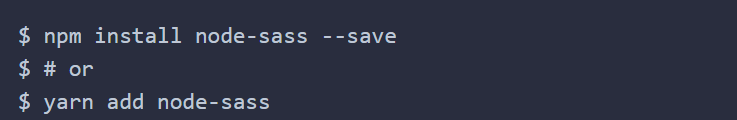 $ npm install node-sass --save
$ # or
$ yarn add node-sass